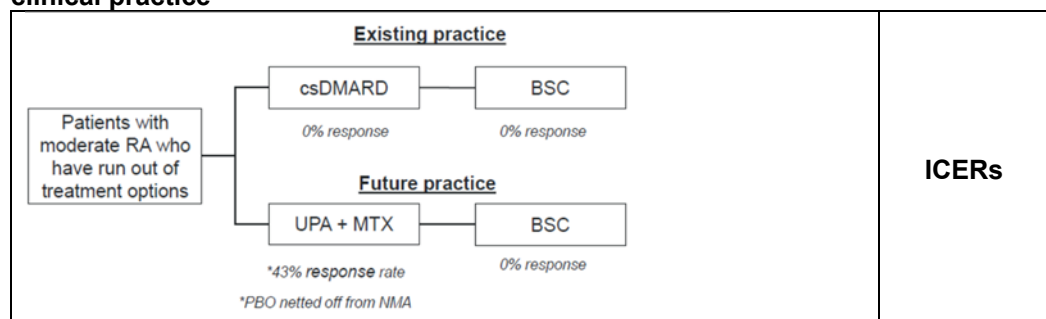 clinical practice
Existing practice
csDMARD
BSC
0% response
0% response
Patients with
moderate RA who
have run out of
treatment options
Future practice
UPA + MTX
BSC
*43% response rate
0% response
*PBO netted off from NMA
ICERs